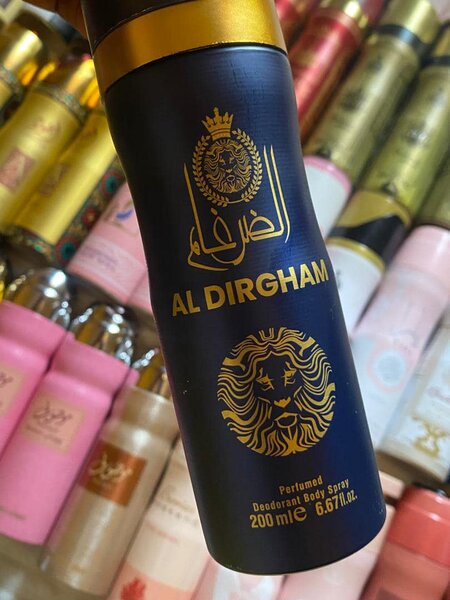 الضرغام
AL DIRGHAM
Perfumed
Deodorant Body Spray
200 ml e 6.67 fl.oz.